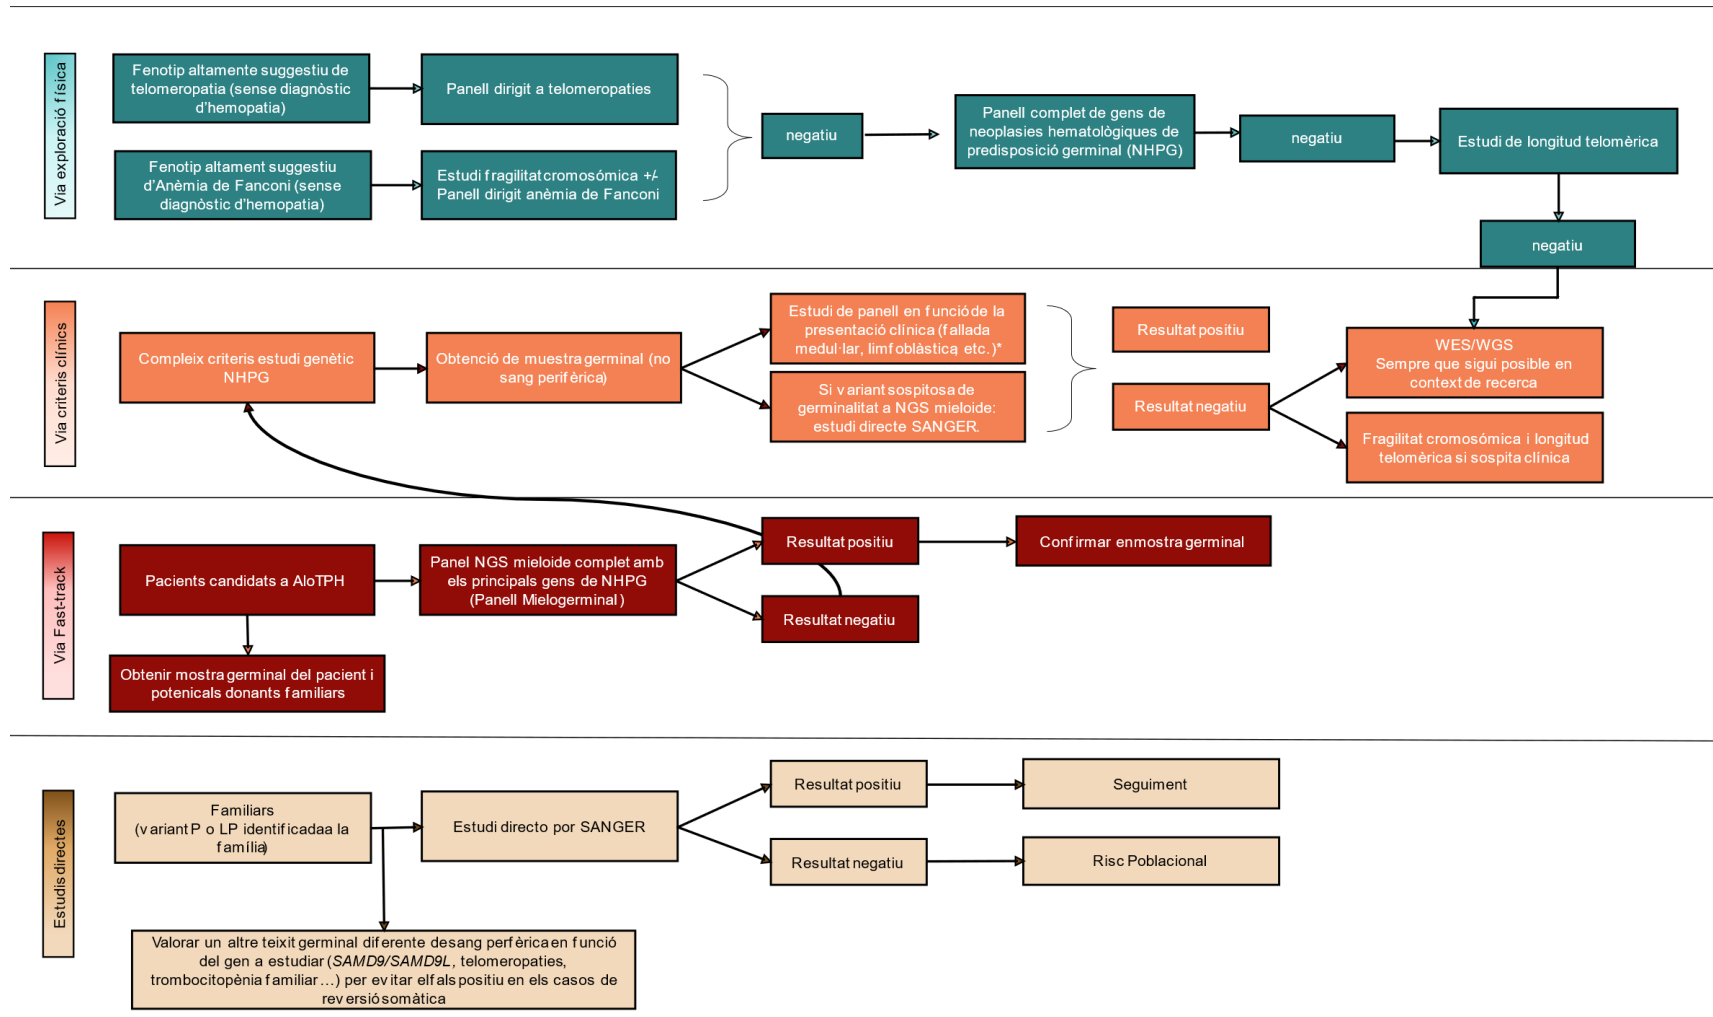 Via exploració física
Fenotip altamente suggestiu de
telomeropatia (sense diagnòstic
d'hemopatia)
Panell dirigit a telomeropaties
Fenotip altament suggestiu
d'Anèmia de Fanconi (sense
diagnòstic d'hemopatia)
Estudi fragilitat cromosómica +/-
Panell dirigit anèmia de Fanconi
negatiu
Panell complet de gens de
neoplasies hematològiques de
predisposició germinal (NHPG)
negatiu
Estudi de longitud telomèrica
negatiu
Via criteris clínics
Compleix criteris estudi genètic
NHPG
Obtenció de muestra germinal (no
sang perifèrica)
Estudi de panell en funció de la
presentació clínica (fallada
medul·lar, limfoblàstica, etc.)*
Si variant sospitosa de
germinalitat a NGS mieloide:
estudi directe SANGER.
Resultat positiu
Resultat negatiu
WES/WGS
Sempre que sigui posible en
context de recerca
Fragilitat cromosómica i longitud
telomèrica si sospita clínica
Via Fast-track
Pacients candidats a AloTPH
Panel NGS mieloide complet amb
els principals gens de NHPG
(Panell Mielogerminal)
Resultat positiu
Confirmar en mostra germinal
Resultat negatiu
Obtenir mostra germinal del pacient i
potenicals donants familiars
Estudis directes
Familiars
(variant P o LP identificada a la
família)
Estudi directo por SANGER
Resultat positiu
Seguiment
Resultat negatiu
Risc Poblacional
Valorar un altre teixit germinal diferente de sang perfèrica en funció
del gen a estudiar (SAMD9/SAMD9L, telomeropaties,
trombocitopènia familiar…) per evitar el fals positiu en els casos de
reversió somàtica